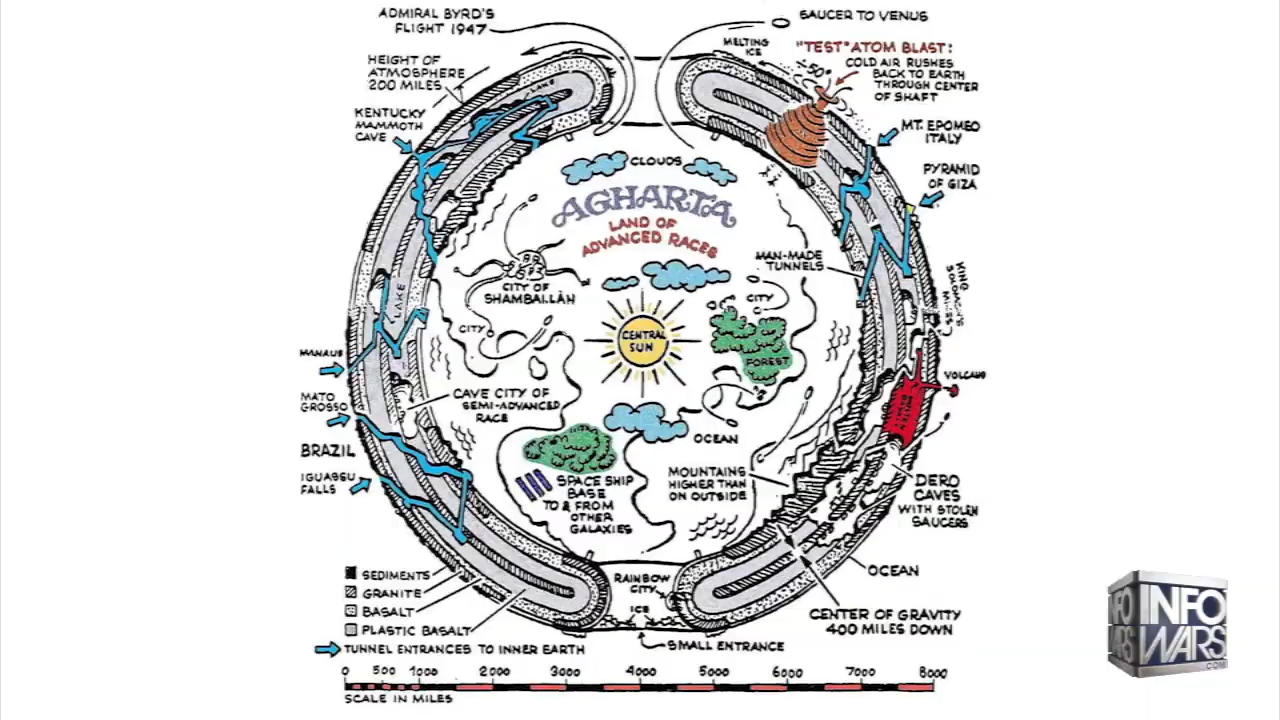 ADMIRAL BYRD'S
FLIGHT 1947
SAUCER TO VENUS
MELTING
ICE
"TEST" ATOM BLAST:
COLD AIR RUSHES
BACK TO EARTH
THROUGH CENTER
OF SHAFT
-50°
HEIGHT OF
ATMOSPHERE
200 MILES
LAKE
KENTUCKY
MAMMOTH
CAVE
MT. EPOMEO
ITALY
PYRAMID
OF GIZA
CLOUDS
AGHARTA
LAND OF
ADVANCED RACES
MAN-MADE
TUNNELS
CITY OF
SHAMBALLAH
CITY
KING
SOLOMON'S
MINES
LAKE
CITY
CENTRAL
SUN
FOREST
MANAUS
VOLCANO
MATO
GROSSO
CAVE CITY OF
SEMI-ADVANCED
RACE
BRAZIL
IGUASSU
FALLS
OCEAN
MOUNTAINS
HIGHER THAN
ON OUTSIDE
SPACE SHIP
BASE
TO & FROM
OTHER
GALAXIES
DERO
CAVES
WITH STOLEN
SAUCERS
OCEAN
SEDIMENTS
GRANITE
BASALT
PLASTIC BASALT
RAINBOW
CITY
ICE
CENTER OF GRAVITY
400 MILES DOWN
SMALL ENTRANCE
TUNNEL ENTRANCES TO INNER EARTH
0 500 1000 2000 3000 4000 5000 6000 7000 8000
SCALE IN MILES
INFO
WARS
.COM